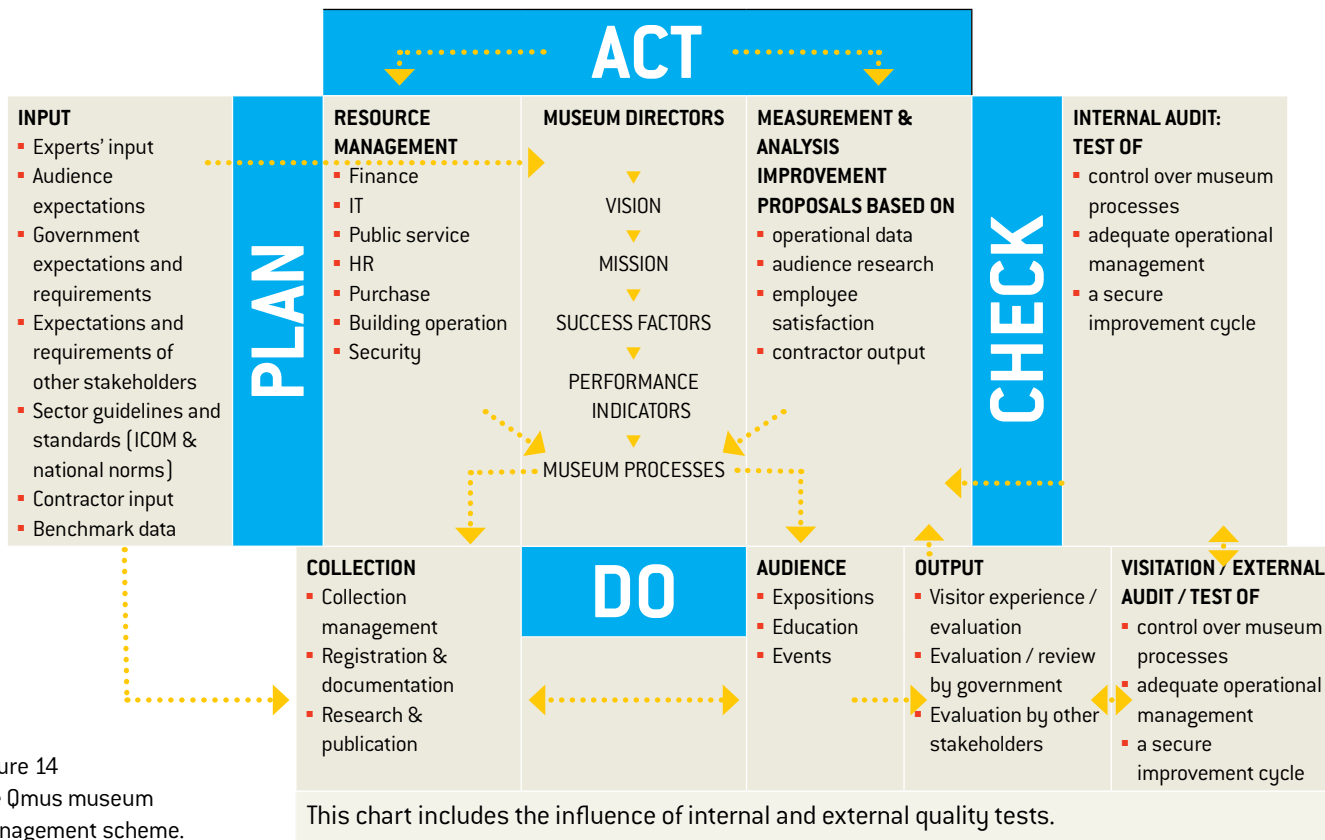 ACT
INPUT
Experts' input
Audience
expectations
Government
expectations and
requirements
Expectations and
requirements of
other stakeholders
Sector guidelines and
standards (ICOM &
national norms)
Contractor input
Benchmark data
PLAN
RESOURCE
MANAGEMENT
Finance
IT
Public service
HR
Purchase
Building operation
Security
MUSEUM DIRECTORS
VISION
MISSION
SUCCESS FACTORS
PERFORMANCE
INDICATORS
MUSEUM PROCESSES
MEASUREMENT &
ANALYSIS
IMPROVEMENT
PROPOSALS BASED ON
operational data
audience research
employee
satisfaction
contractor output
CHECK
INTERNAL AUDIT:
TEST OF
control over museum
processes
adequate operational
management
a secure
improvement cycle
COLLECTION
Collection
management
Registration &
documentation
Research &
publication
DO
AUDIENCE
Expositions
Education
Events
OUTPUT
Visitor experience /
evaluation
Evaluation / review
by government
Evaluation by other
stakeholders
VISITATION / EXTERNAL
AUDIT / TEST OF
control over museum
processes
adequate operational
management
a secure
improvement cycle
ure 14
Qmus museum
nagement scheme.
This chart includes the influence of internal and external quality tests.